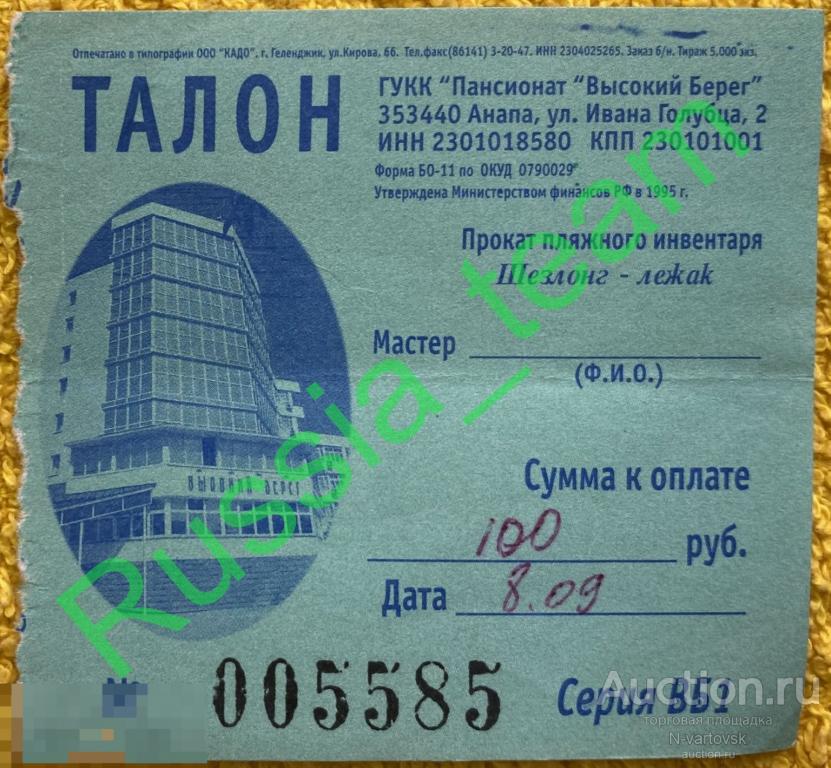 Отпечатано в типографии ООО "КАДО", г. Геленджик, ул.Кирова, 66. Тел.факс(86141) 3-20-47. ИНН 2304025265. Заказ б/н. Тираж 5.000 экз.
ТАЛОН
ГУКК "Пансионат "Высокий Берег"
353440 Анапа, ул. Ивана Голубца, 2
ИНН 2301018580 КПП 230101001
Форма БО-11 по ОКУД 0790029
Утверждена Министерством финансов РФ в 1995 г.
Прокат пляжного инвентаря
Шезлонг - лежак
Мастер
(Ф.И.О.)
Сумма к оплате
100 руб.
Дата 8.09
005585 Серия ВБ1
Russia_team
Auction.ru
торговая площадка
N-vartovsk
auction.ru